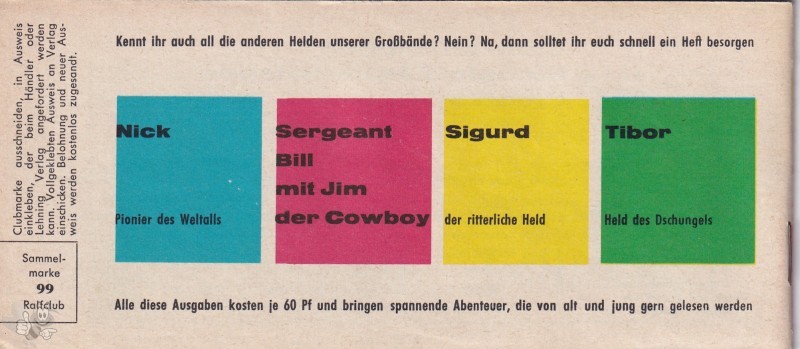 Kennt ihr auch all die anderen Helden unserer Großbände? Nein? Na, dann solltet ihr euch schnell ein Heft besorgen
Nick
Pionier des Weltalls
Sergeant
Bill
mit Jim
der Cowboy
Sigurd
der ritterliche Held
Tibor
Held des Dschungels
Alle diese Ausgaben kosten je 60 Pf und bringen spannende Abenteuer, die von alt und jung gern gelesen werden
Clubmarke ausschneiden, in Ausweis
einkleben, der beim Händler oder
Lehning Verlag angefordert werden
kann. Vollgeklebten Ausweis an Verlag
einschicken. Belohnung und neuer Aus-
weis werden kostenlos zugesandt.
Sammel-
marke
99
Ralfclub